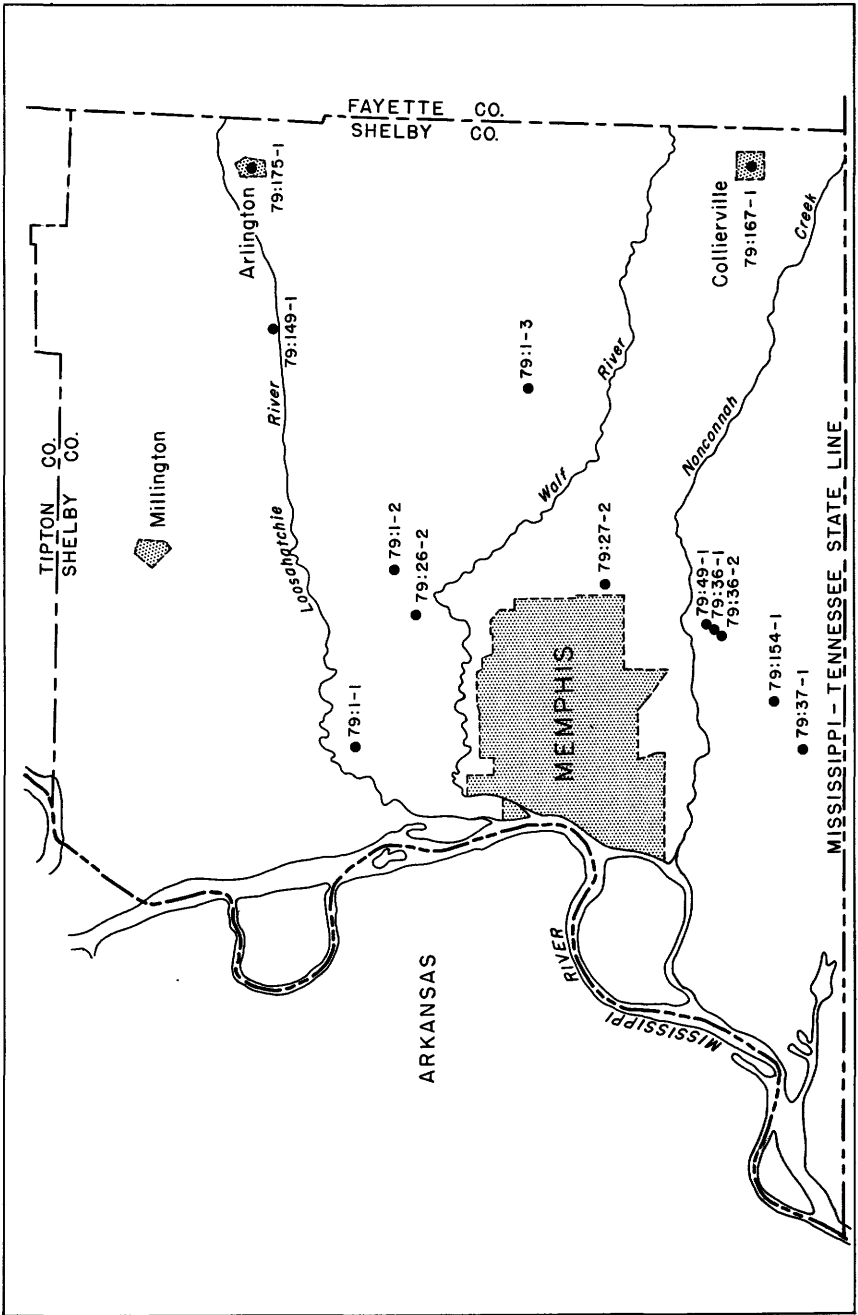 FAYETTE CO.
SHELBY CO.
TIPTON CO.
SHELBY CO.
Millington
Arlington
79:175-1
79:149-1
Loosahatchie River
79:1-2
79:26-2
79:1-1
79:1-3
Walf River
Collierville
79:167-1
Nonconnah Creek
79:27-2
79:49-1
79:36-1
79:36-2
79:154-1
79:37-1
MEMPHIS
ARKANSAS
MISSISSIPPI RIVER
MISSISSIPPI-TENNESSEE STATE LINE